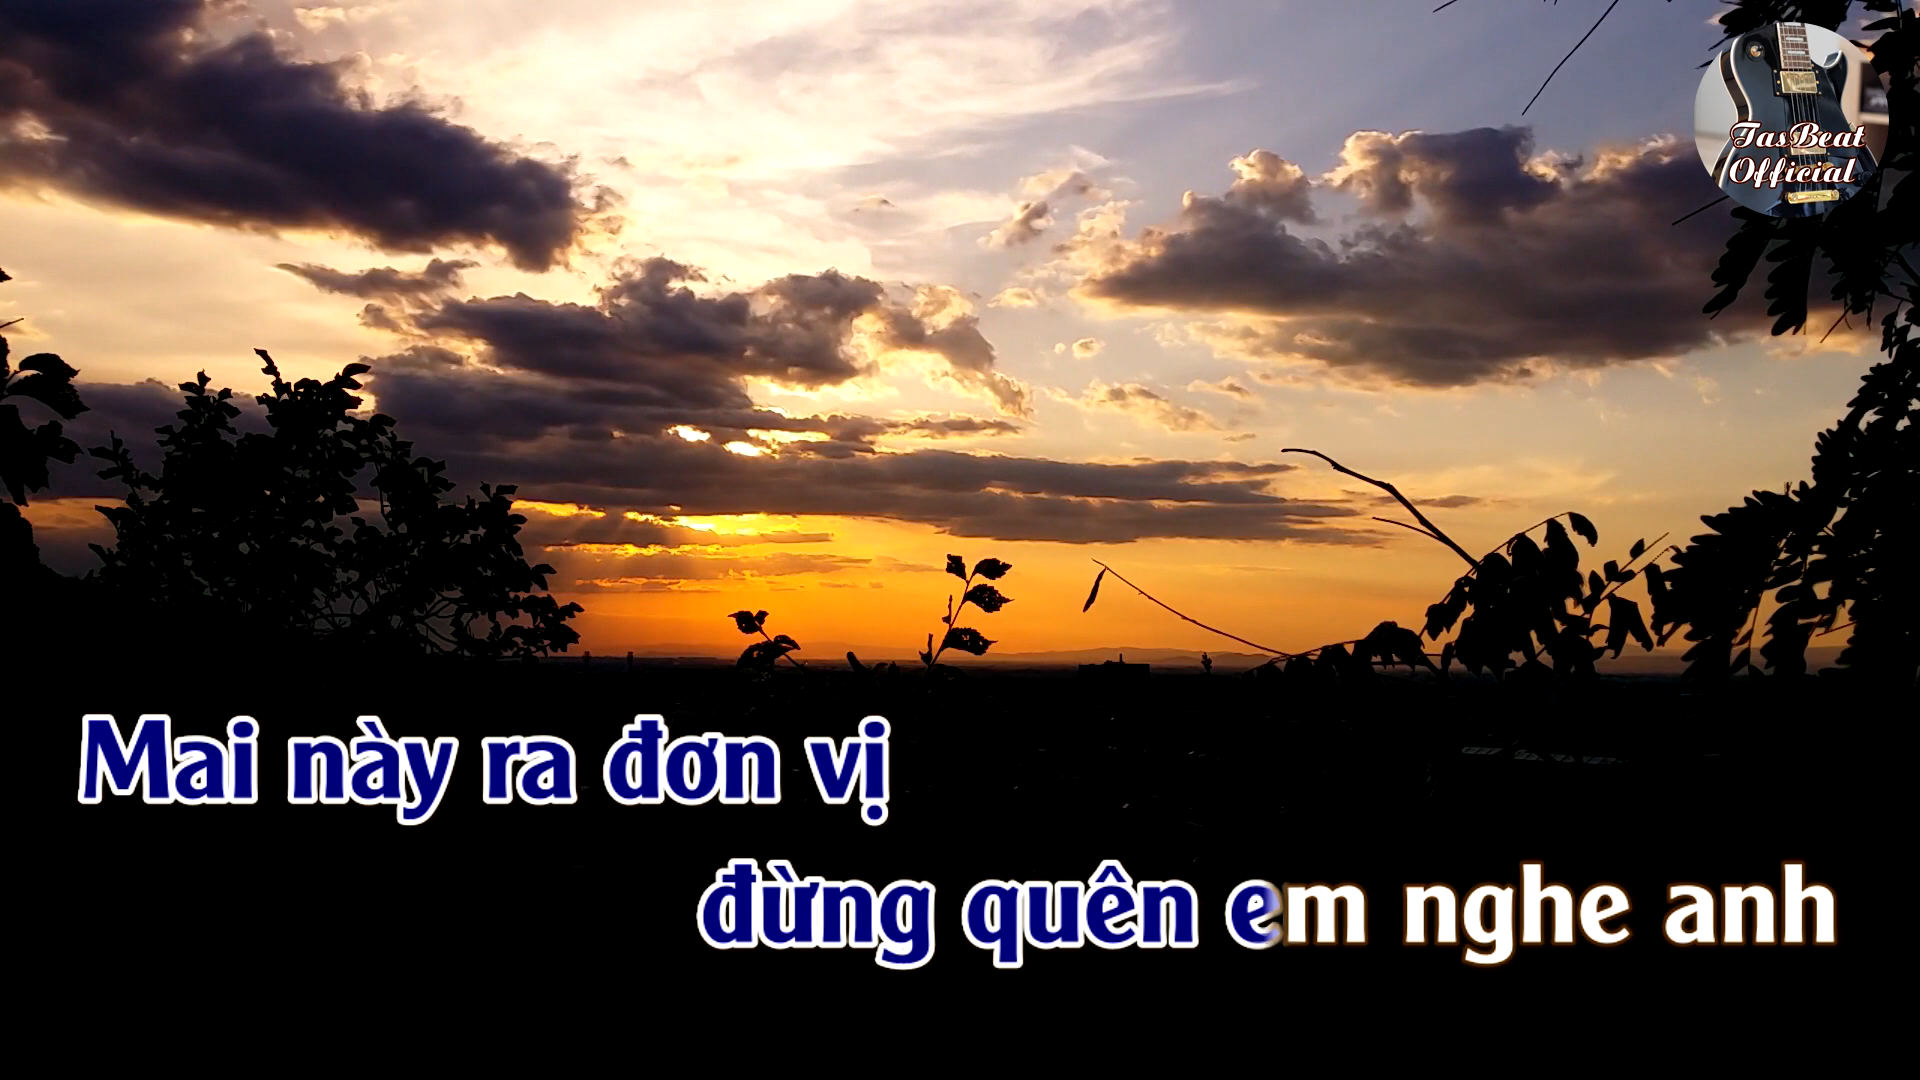 TasBeat
Official
Mai này ra đơn vị
đừng quên em nghe anh